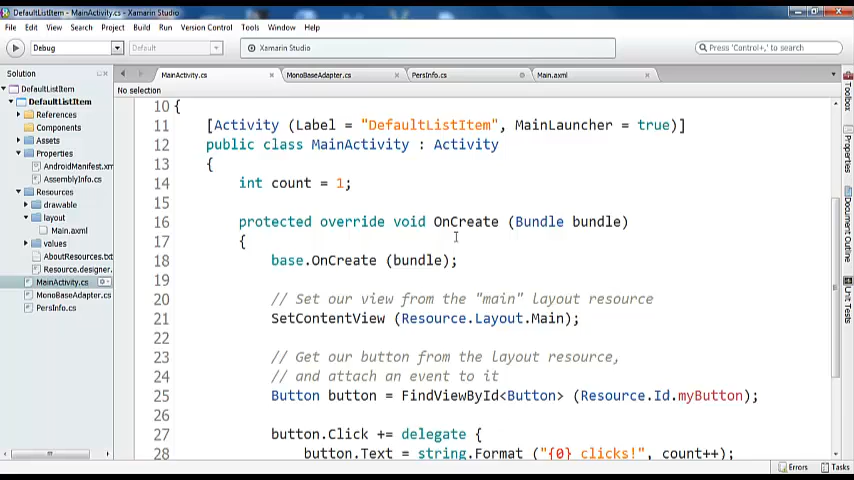 DefaultListItem - MainActivity.cs - Xamarin Studio
File Edit View Search Project Build Run Version Control Tools Window Help
Debug Default Xamarin Studio Press 'Control+,' to search
Solution
MainActivity.cs MonoBaseAdapter.cs PersInfo.cs Main.axml
No selection
DefaultListItem
DefaultListItem
References
Components
Assets
Properties
AndroidManifest.xm
AssemblyInfo.cs
Resources
drawable
layout
Main.axml
values
AboutResources.txt
Resource.designer.
MainActivity.cs
MonoBaseAdapter.cs
PersInfo.cs
10 {
11 [Activity (Label = "DefaultListItem", MainLauncher = true)]
12 public class MainActivity : Activity
13 {
14 int count = 1;
15
16 protected override void OnCreate (Bundle bundle)
17 {
18 base.OnCreate (bundle);
19
20 // Set our view from the "main" layout resource
21 SetContentView (Resource.Layout.Main);
22
23 // Get our button from the layout resource,
24 // and attach an event to it
25 Button button = FindViewById<Button> (Resource.Id.myButton);
26
27 button.Click += delegate {
28 button.Text = string.Format ("{0} clicks!", count++);
Toolbox
Properties
Document Outline
Unit Tests
Errors Tasks